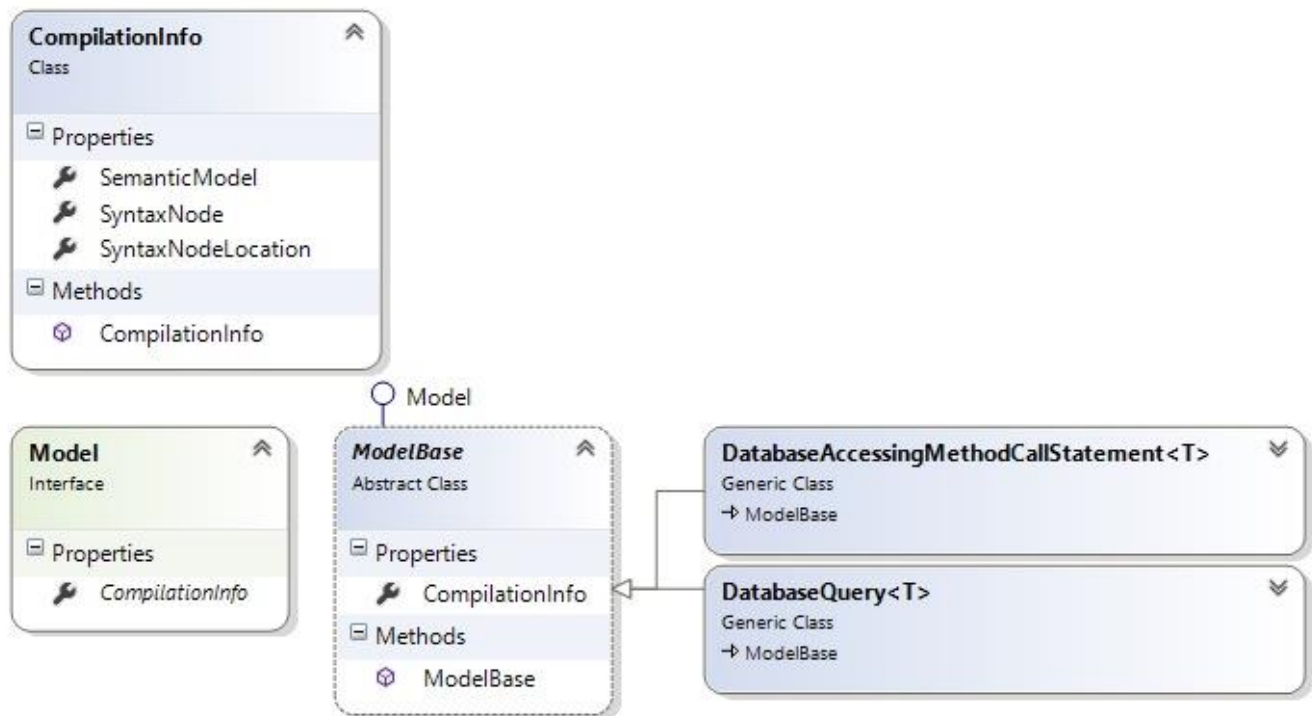 CompilationInfo
Class
Properties
SemanticModel
SyntaxNode
SyntaxNodeLocation
Methods
CompilationInfo
Model
Model
Interface
Properties
CompilationInfo
ModelBase
Abstract Class
Properties
CompilationInfo
Methods
ModelBase
DatabaseAccessingMethodCallStatement<T>
Generic Class
ModelBase
DatabaseQuery<T>
Generic Class
ModelBase